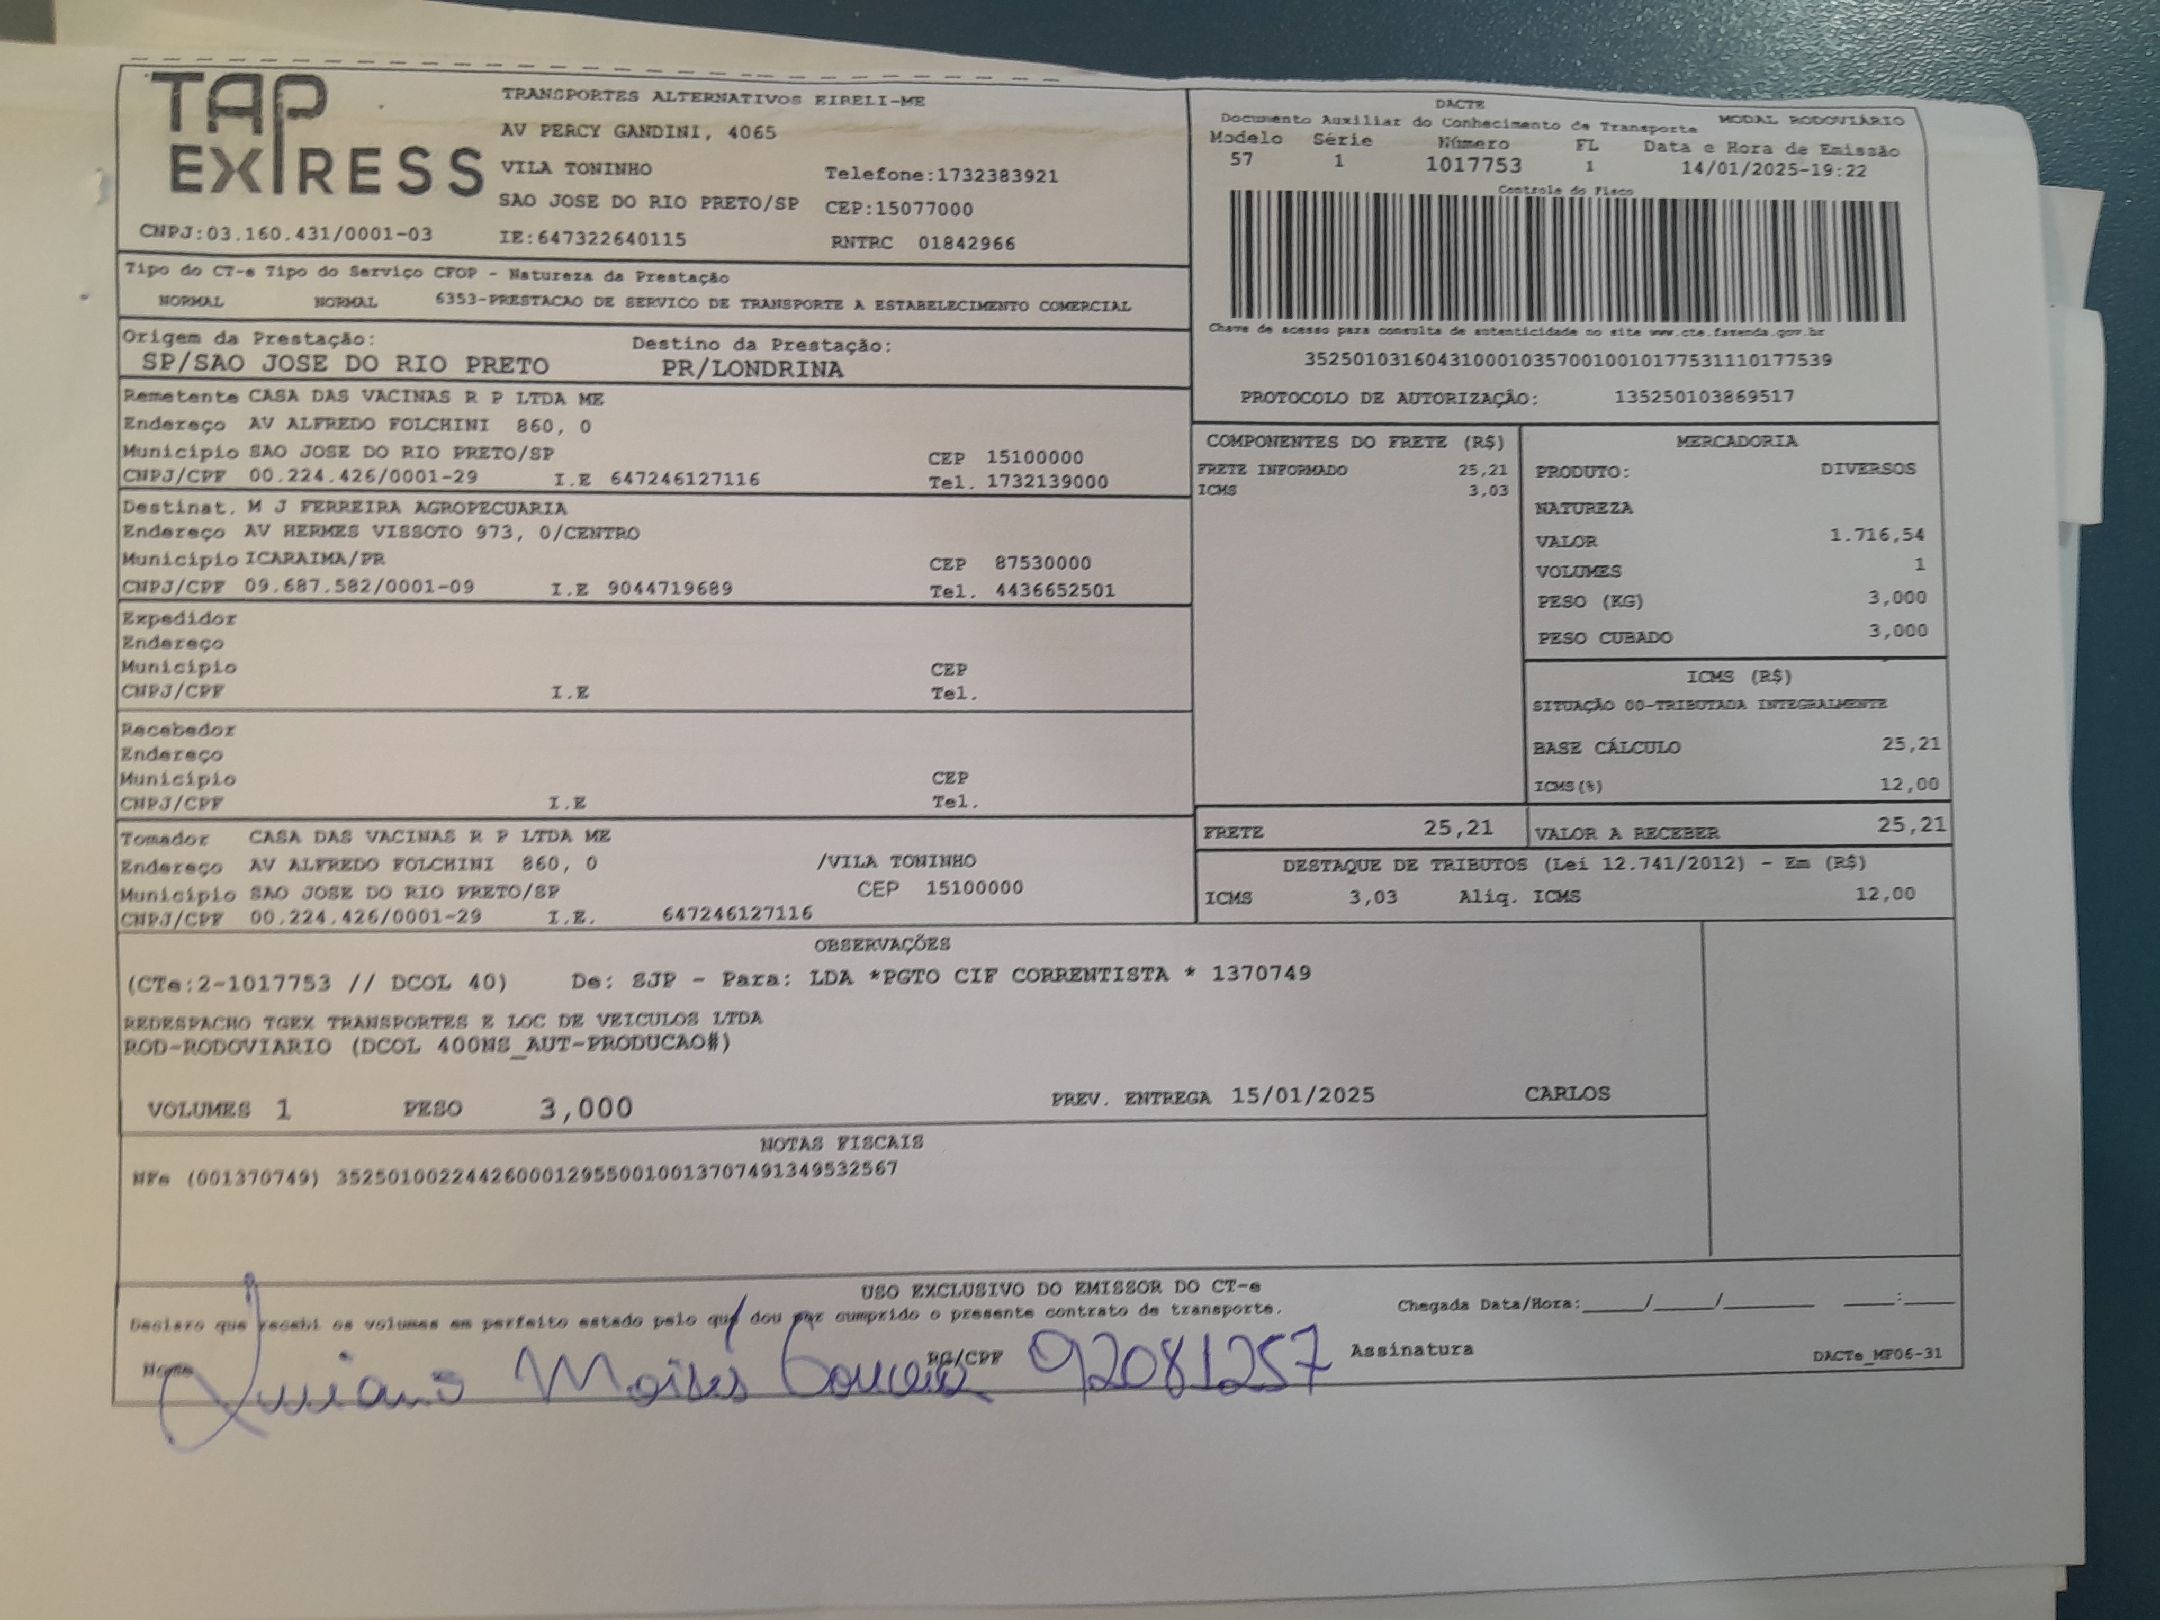 TAP EXPRESS
TRANSPORTES ALTERNATIVOS EIRELI-ME
AV PERCY GANDINI, 4065
VILA TONINHO Telefone:1732383921
SAO JOSE DO RIO PRETO/SP CEP:15077000
CNPJ:03.160.431/0001-03 IE:647322640115 RNTRC 01842966
DACTE
Documento Auxiliar do Conhecimento de Transporte MODAL RODOVIÁRIO
Modelo Série Número FL Data e Hora de Emissão
57 1 1017753 1 14/01/2025-19:22
Controle do Fisco
Chave de acesso para consulta de autenticidade no site www.cte.fazenda.gov.br
35250103160431000103570010010177531110177539
PROTOCOLO DE AUTORIZAÇÃO: 135250103869517
Tipo do CT-e Tipo do Serviço CFOP - Natureza da Prestação
NORMAL NORMAL 6353-PRESTACAO DE SERVICO DE TRANSPORTE A ESTABELECIMENTO COMERCIAL
Origem da Prestação: Destino da Prestação:
SP/SAO JOSE DO RIO PRETO PR/LONDRINA
Remetente CASA DAS VACINAS R P LTDA ME
Endereço AV ALFREDO FOLCHINI 860, 0
Município SAO JOSE DO RIO PRETO/SP CEP 15100000
CNPJ/CPF 00.224.426/0001-29 I.E 647246127116 Tel. 1732139000
Destinat. M J FERREIRA AGROPECUARIA
Endereço AV HERMES VISSOTO 973, 0/CENTRO
Município ICARAIMA/PR CEP 87530000
CNPJ/CPF 09.687.582/0001-09 I.E 9044719689 Tel. 4436652501
Expedidor
Endereço
Município CEP
CNPJ/CPF I.E Tel.
Recebedor
Endereço
Município CEP
CNPJ/CPF I.E Tel.
Tomador CASA DAS VACINAS R P LTDA ME
Endereço AV ALFREDO FOLCHINI 860, 0 /VILA TONINHO
Município SAO JOSE DO RIO PRETO/SP CEP 15100000
CNPJ/CPF 00.224.426/0001-29 I.E. 647246127116
COMPONENTES DO FRETE (R$)
FRETE INFORMADO 25,21
ICMS 3,03
MERCADORIA
PRODUTO: DIVERSOS
NATUREZA
VALOR 1.716,54
VOLUMES 1
PESO (KG) 3,000
PESO CUBADO 3,000
ICMS (R$)
SITUAÇÃO 00-TRIBUTADA INTEGRALMENTE
BASE CÁLCULO 25,21
ICMS(%) 12,00
FRETE 25,21 VALOR A RECEBER 25,21
DESTAQUE DE TRIBUTOS (Lei 12.741/2012) - Em (R$)
ICMS 3,03 Aliq. ICMS 12,00
OBSERVAÇÕES
(CTe:2-1017753 // DCOL 40) De: SJP - Para: LDA *PGTO CIF CORRENTISTA * 1370749
REDESPACHO TGEX TRANSPORTES E LOC DE VEICULOS LTDA
ROD-RODOVIARIO (DCOL 400NS_AUT-PRODUCAO#)
VOLUMES 1 PESO 3,000 PREV. ENTREGA 15/01/2025 CARLOS
NOTAS FISCAIS
NFe (001370749) 35250100224426000129550010013707491349532567
USO EXCLUSIVO DO EMISSOR DO CT-e
Declaro que recebi os volumes em perfeito estado pelo que dou por cumprido o presente contrato de transporte. Chegada Data/Hora:_____/_____/_______ ____:____
Nome Moisés RG/CPF 92081257 Assinatura DACTe_MF06-31